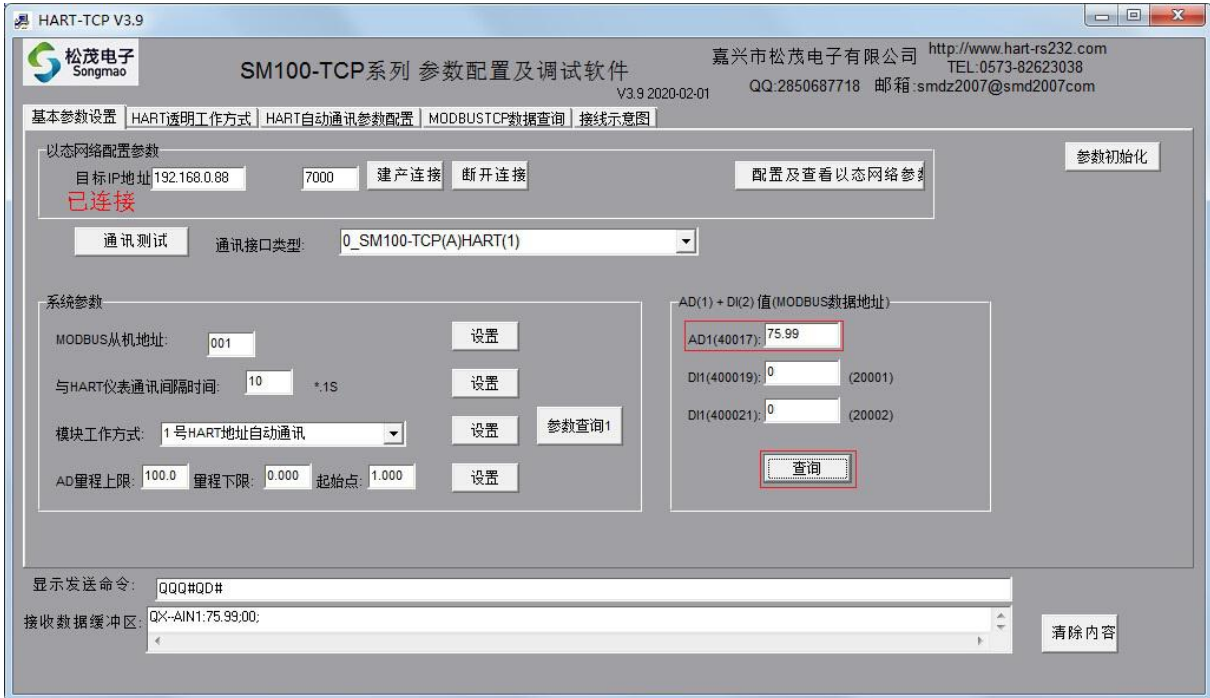 HART-TCP V3.9
松茂电子
Songmao
SM100-TCP系列 参数配置及调试软件
V3.9 2020-02-01
嘉兴市松茂电子有限公司 http://www.hart-rs232.com
TEL:0573-82623038
QQ:2850687718 邮箱:smdz2007@smd2007com
基本参数设置 HART透明工作方式 HART自动通讯参数配置 MODBUSTCP数据查询 接线示意图
以态网络配置参数
目标IP地址 192.168.0.88 7000 建产连接 断开连接 配置及查看以态网络参数
参数初始化
已连接
通讯测试 通讯接口类型: 0_SM100-TCP(A)HART(1)
系统参数
MODBUS从机地址: 001 设置
与HART仪表通讯间隔时间: 10 *.1S 设置
模块工作方式: 1号HART地址自动通讯 设置 参数查询1
AD量程上限: 100.0 量程下限: 0.000 起始点: 1.000 设置
AD(1) + DI(2) 值(MODBUS数据地址)
AD1(40017): 75.99
DI1(400019): 0 (20001)
DI1(400021): 0 (20002)
查询
显示发送命令: QQQ#QD#
接收数据缓冲区: QX--AIN1:75.99;00;
清除内容